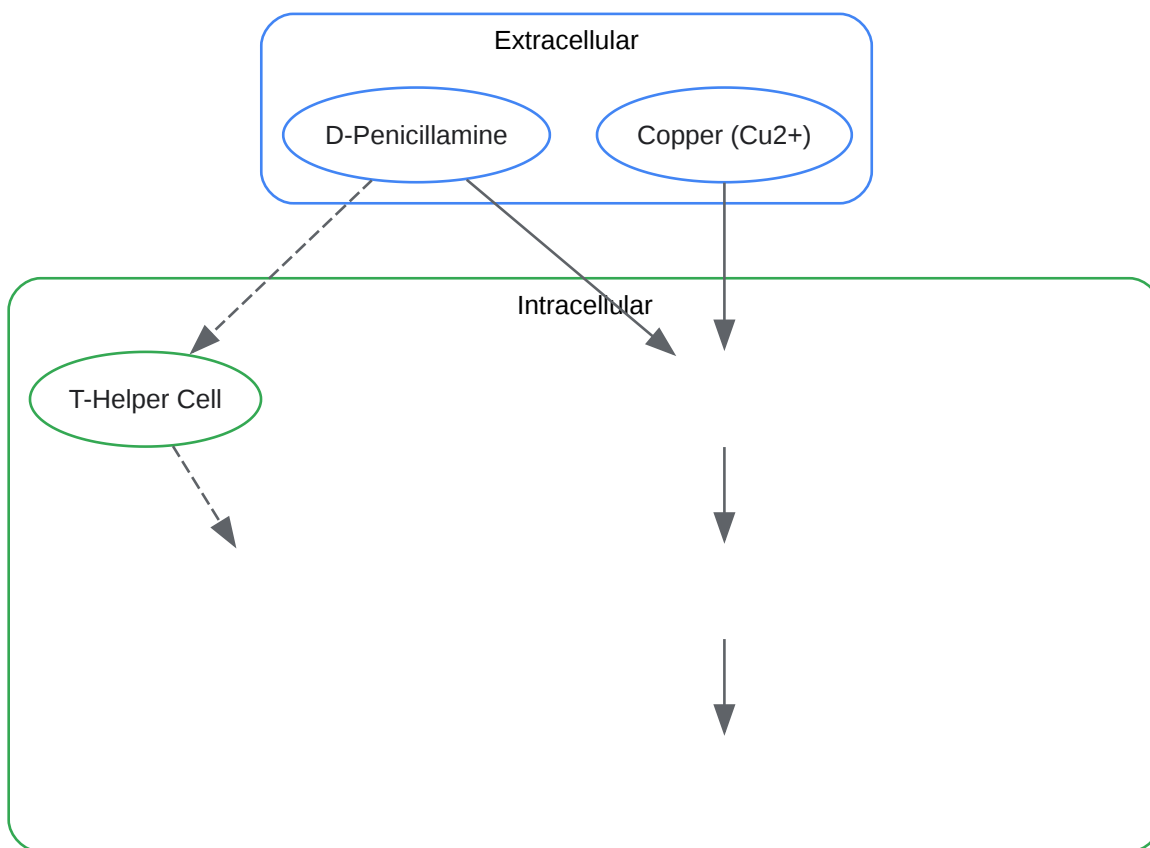 Extracellular
D-Penicillamine
Copper (Cu2+)
Intracellular
T-Helper Cell